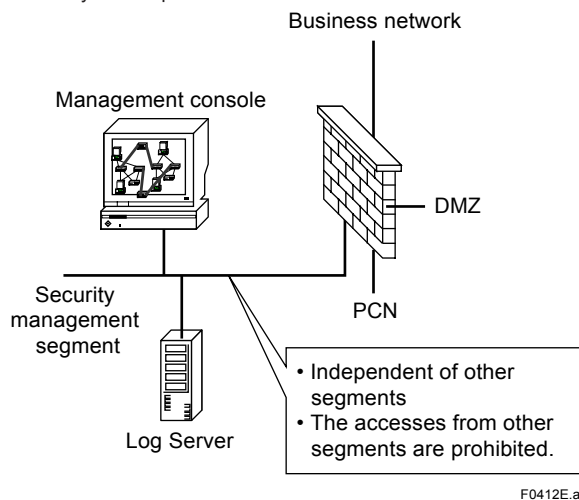 Business network
Management console
DMZ
PCN
Security
management
segment
Log Server
• Independent of other
segments
• The accesses from other
segments are prohibited.
F0412E.a